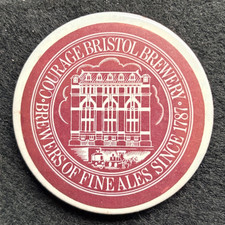 ·COURAGE BRISTOL BREWERY·
BREWERS OF FINE ALES SINCE 1781